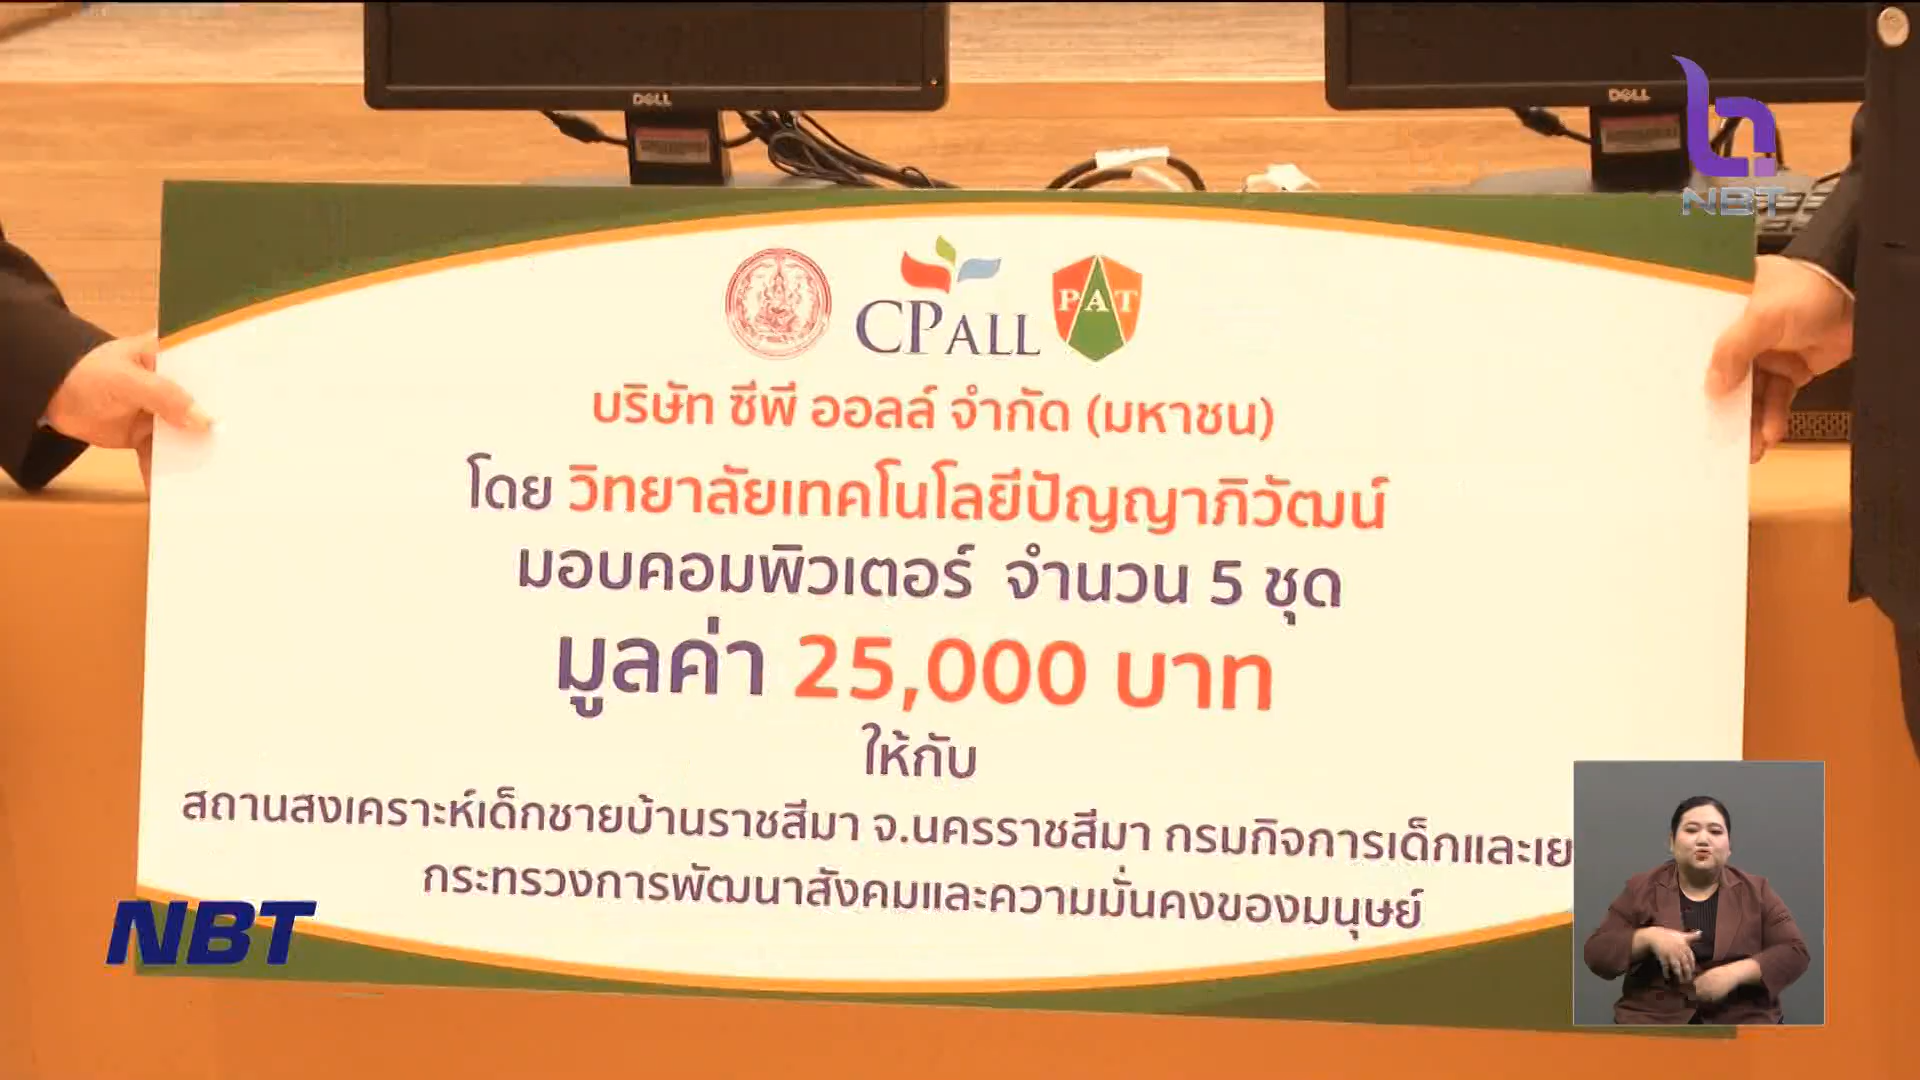 DELL
DELL
NBT
CPALL
PAT
บริษัท ซีพี ออลล์ จำกัด (มหาชน)
โดย วิทยาลัยเทคโนโลยีปัญญาภิวัฒน์
มอบคอมพิวเตอร์ จำนวน 5 ชุด
มูลค่า 25,000 บาท
ให้กับ
สถานสงเคราะห์เด็กชายบ้านราชสีมา จ.นครราชสีมา กรมกิจการเด็กและเย
กระทรวงการพัฒนาสังคมและความมั่นคงของมนุษย์
NBT